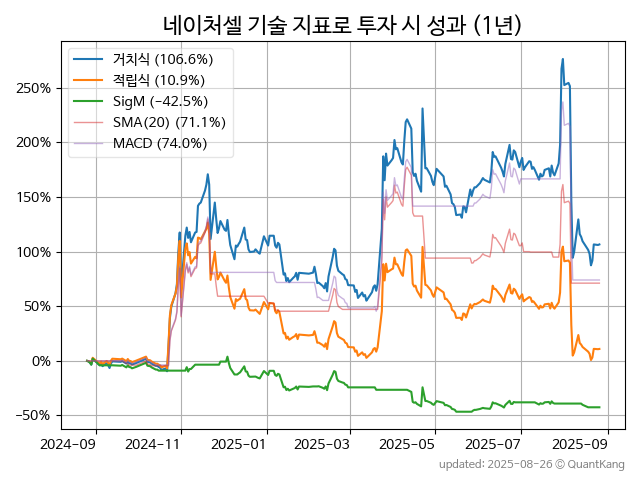 네이처셀 기술 지표로 투자 시 성과 (1년)
거치식 (106.6%)
적립식 (10.9%)
SigM (−42.5%)
SMA(20) (71.1%)
MACD (74.0%)
250%
200%
150%
100%
50%
0%
−50%
2024-09
2024-11
2025-01
2025-03
2025-05
2025-07
2025-09
updated: 2025-08-26 © QuantKang